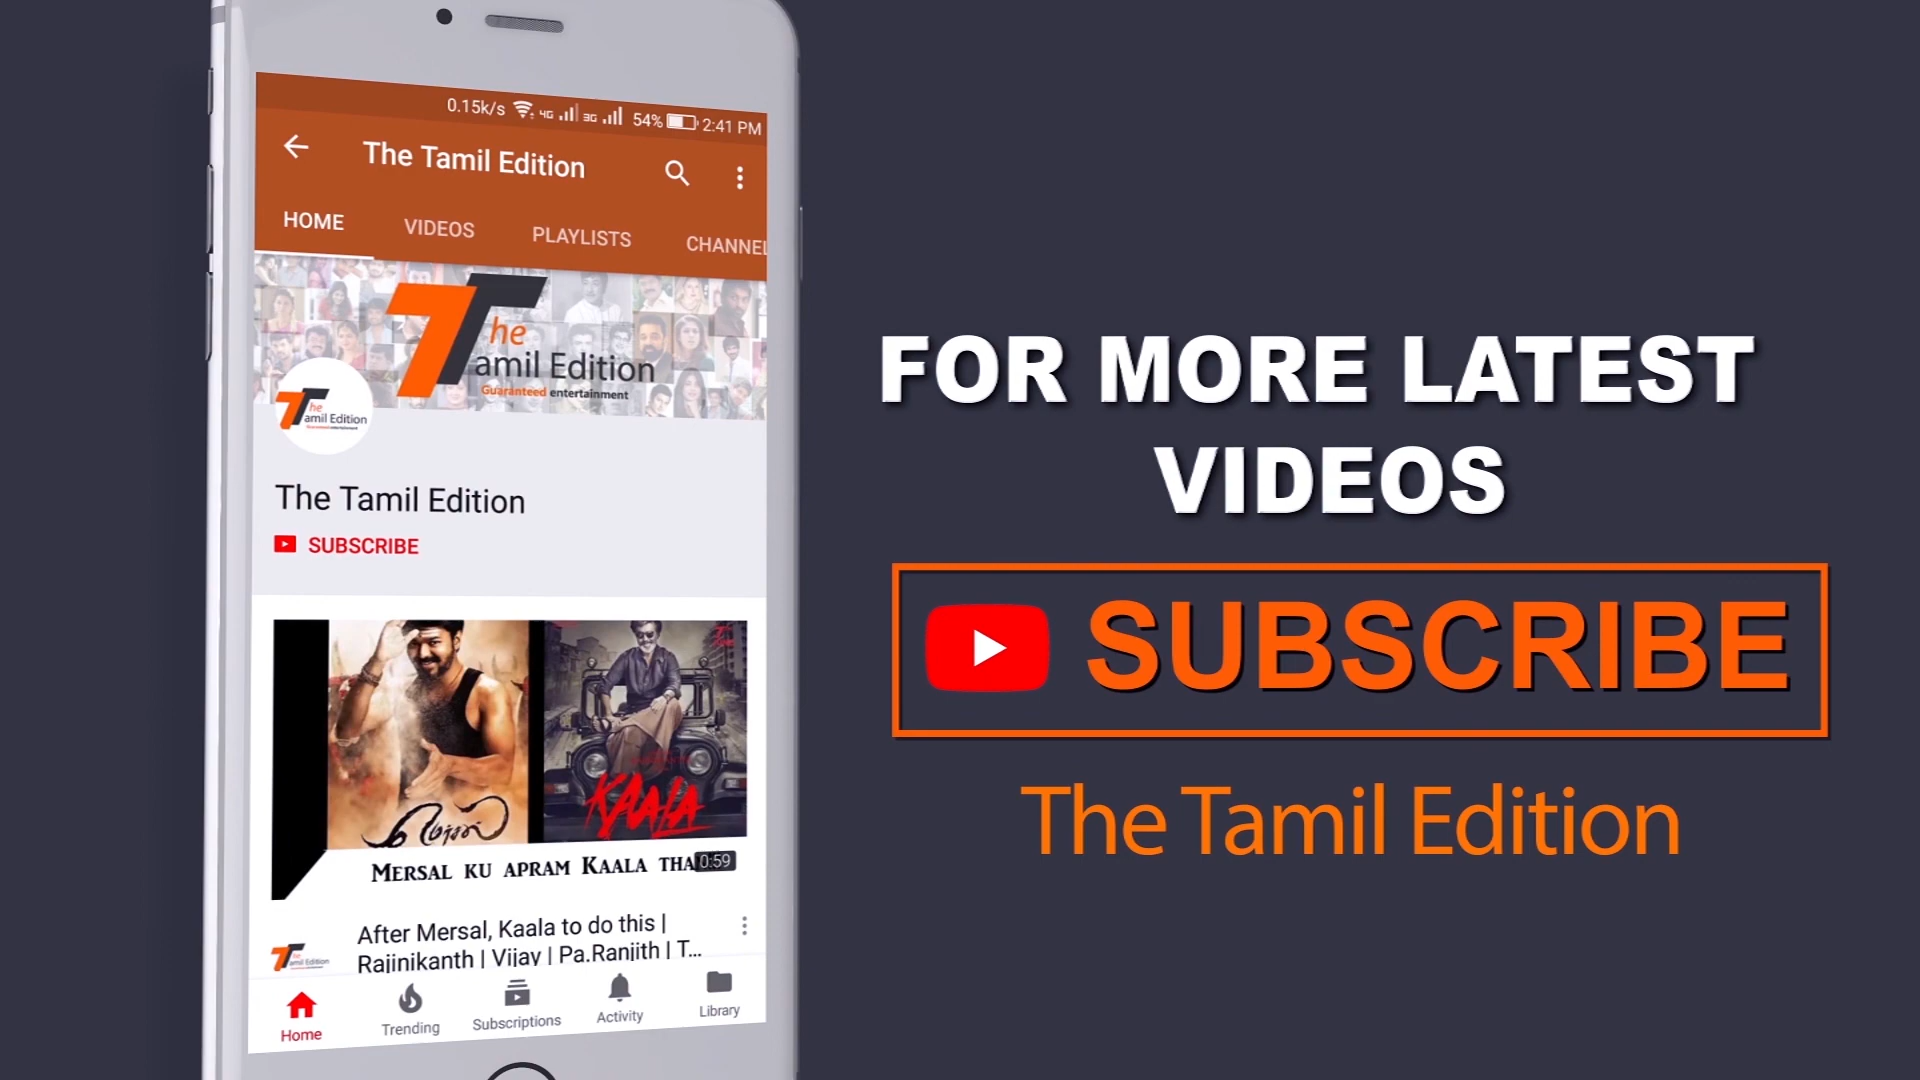 0.15k/s 4G 3G 54% 2:41 PM
The Tamil Edition
HOME VIDEOS PLAYLISTS CHANNEL
The
Tamil Edition
Guaranteed entertainment
The
Tamil Edition
The Tamil Edition
SUBSCRIBE
மெர்சல்
KAALA
MERSAL KU APRAM KAALA THA
0:59
After Mersal, Kaala to do this |
Rajinikanth | Vijay | Pa.Ranjith | T...
Home Trending Subscriptions Activity Library
FOR MORE LATEST
VIDEOS
SUBSCRIBE
The Tamil Edition